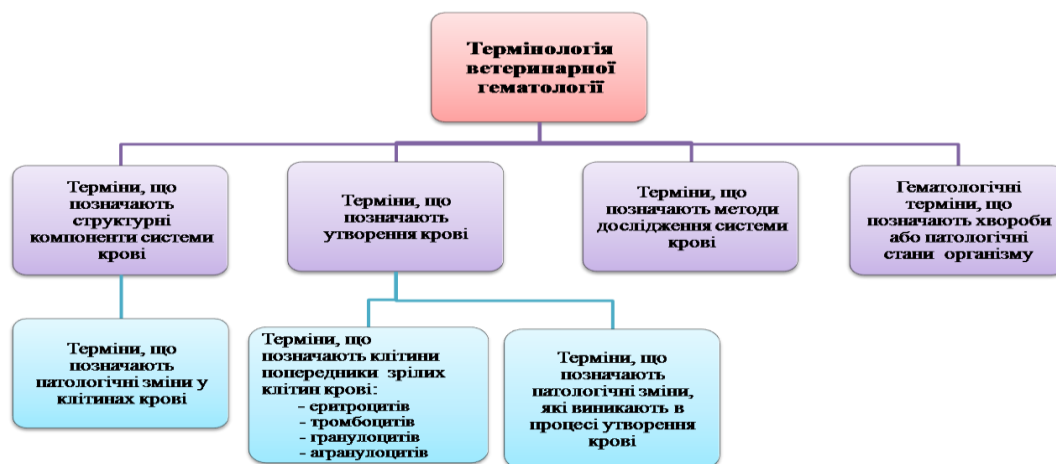 Термінологія
ветеринарної
гематології
Терміни, що
позначають
структурні
компоненти системи
крові
Терміни, що
позначають
утворення крові
Терміни, що
позначають методи
дослідження системи
крові
Гематологічні
терміни, що
позначають хвороби
або патологічні
стани організму
Терміни, що
позначають
патологічні зміни у
клітинах крові
Терміни, що
позначають клітини
попередники зрілих
клітин крові:
- еритроцитів
- тромбоцитів
- гранулоцитів
- агранулоцитів
Терміни, що
позначають
патологічні зміни,
які виникають в
процесі утворення
крові